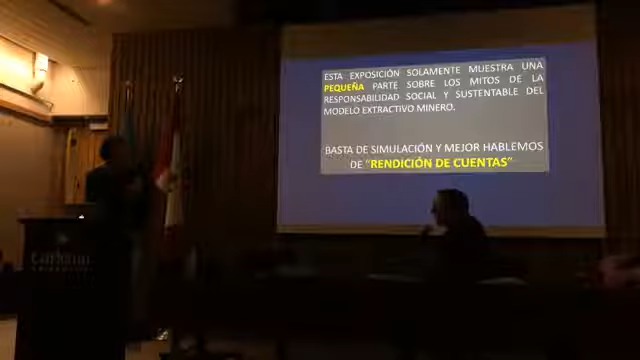 ESTA EXPOSICIÓN SOLAMENTE MUESTRA UNA
PEQUEÑA PARTE SOBRE LOS MITOS DE LA
RESPONSABILIDAD SOCIAL Y SUSTENTABLE DEL
MODELO EXTRACTIVO MINERO.
BASTA DE SIMULACIÓN Y MEJOR HABLEMOS
DE "RENDICIÓN DE CUENTAS"